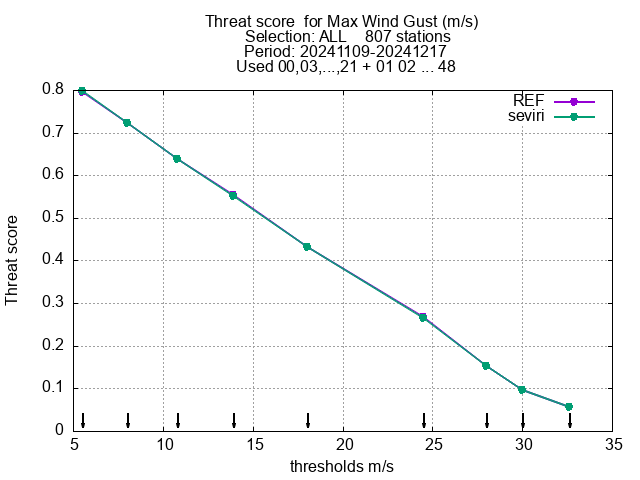 Threat score  for Max Wind Gust (m/s)
Selection: ALL    807 stations
Period: 20241109-20241217
Used 00,03,...,21 + 01 02 ... 48
REF
seviri
0.8
0.7
0.6
0.5
0.4
0.3
0.2
0.1
0
Threat score
5 10 15 20 25 30 35
thresholds m/s